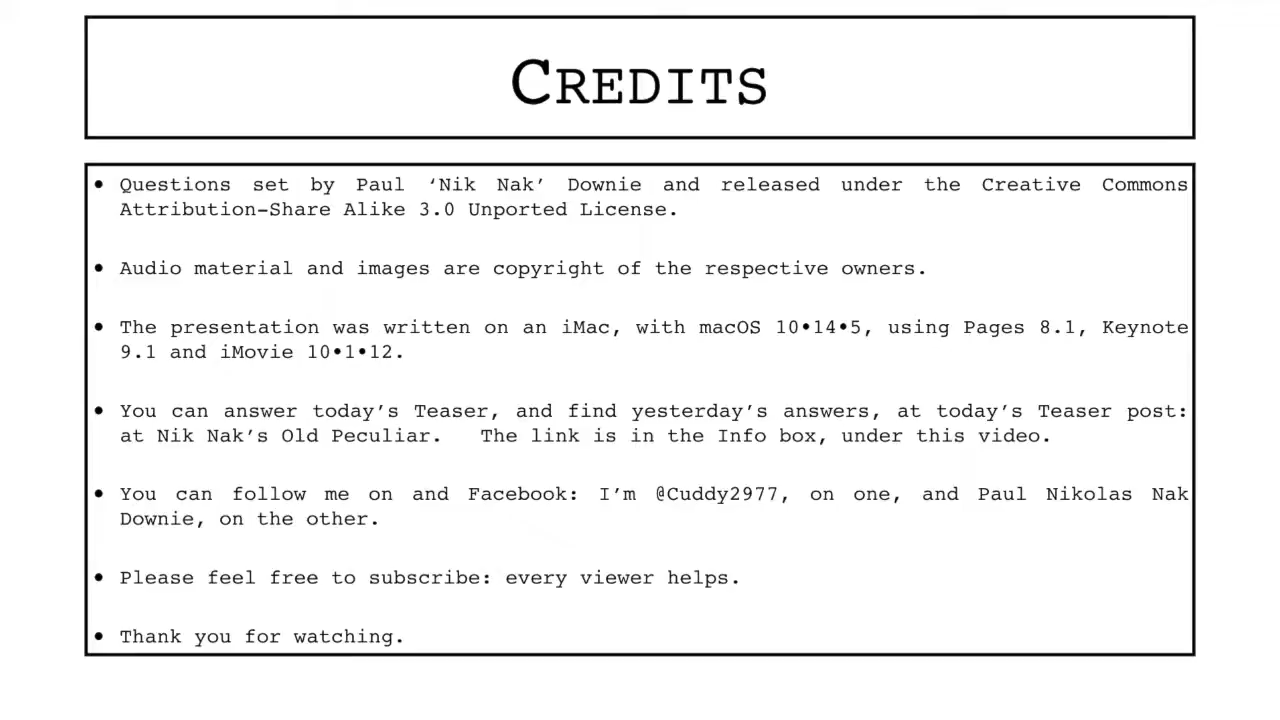 CREDITS
• Questions set by Paul ‘Nik Nak’ Downie and released under the Creative Commons
Attribution-Share Alike 3.0 Unported License.
• Audio material and images are copyright of the respective owners.
• The presentation was written on an iMac, with macOS 10•14•5, using Pages 8.1, Keynote
9.1 and iMovie 10•1•12.
• You can answer today’s Teaser, and find yesterday’s answers, at today’s Teaser post:
at Nik Nak’s Old Peculiar. The link is in the Info box, under this video.
• You can follow me on and Facebook: I’m @Cuddy2977, on one, and Paul Nikolas Nak
Downie, on the other.
• Please feel free to subscribe: every viewer helps.
• Thank you for watching.